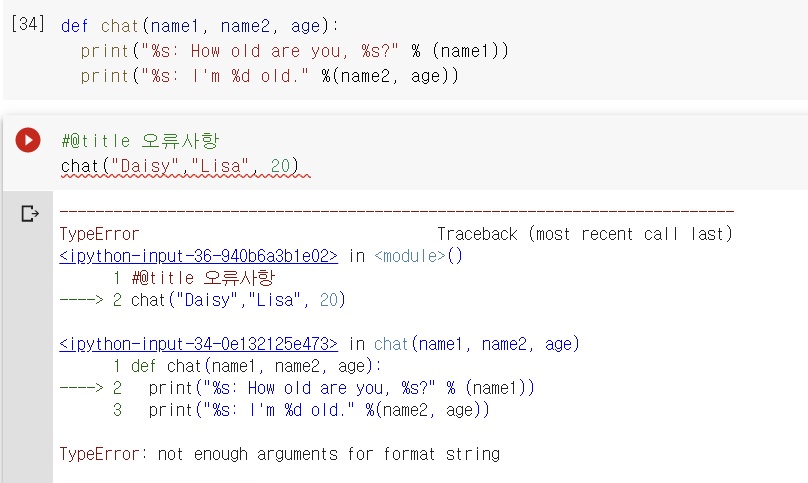 [34] def chat(name1, name2, age):
print("%s: How old are you, %s?" % (name1))
print("%s: I'm %d old." %(name2, age))
#@title 오류사항
chat("Daisy","Lisa", 20)
---------------------------------------------------------------------------
TypeError Traceback (most recent call last)
<ipython-input-36-940b6a3b1e02> in <module>()
1 #@title 오류사항
----> 2 chat("Daisy","Lisa", 20)
<ipython-input-34-0e132125e473> in chat(name1, name2, age)
1 def chat(name1, name2, age):
----> 2 print("%s: How old are you, %s?" % (name1))
3 print("%s: I'm %d old." %(name2, age))
TypeError: not enough arguments for format string